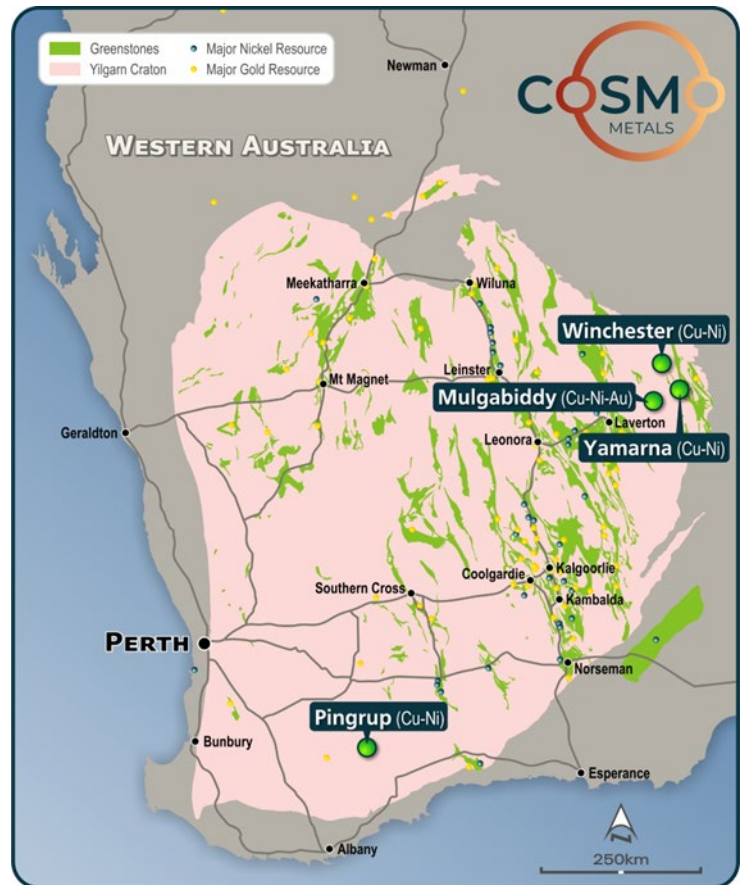 Greenstones
Major Nickel Resource
Yilgarn Craton
Major Gold Resource
Newman
COSMO
METALS
WESTERN AUSTRALIA
Meekatharra
Wiluna
Winchester (Cu-Ni)
Leinster
Mt Magnet
Mulgabiddy (Cu-Ni-Au)
Laverton
Geraldton
Leonora
Yamarna (Cu-Ni)
Coolgardie
Kalgoorlie
Southern Cross
Kambalda
PERTH
Norseman
Pingrup (Cu-Ni)
Bunbury
Esperance
N
250km
Albany